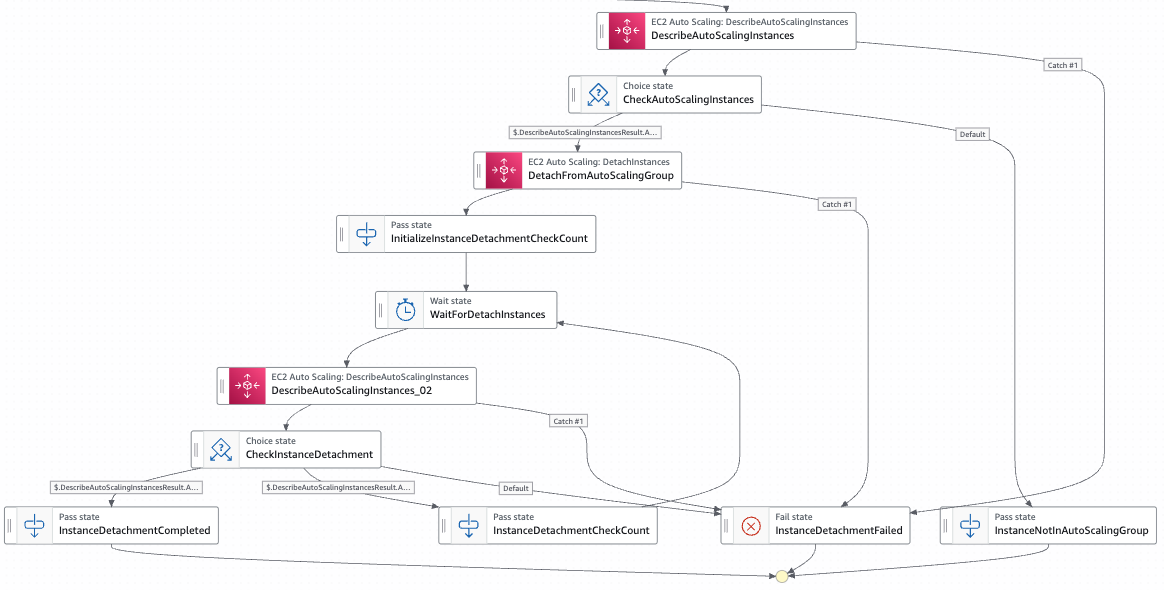 EC2 Auto Scaling: DescribeAutoScalingInstances
DescribeAutoScalingInstances
Catch #1
Choice state
CheckAutoScalingInstances
$.DescribeAutoScalingInstancesResult.A...
Default
EC2 Auto Scaling: DetachInstances
DetachFromAutoScalingGroup
Catch #1
Pass state
InitializeInstanceDetachmentCheckCount
Wait state
WaitForDetachInstances
EC2 Auto Scaling: DescribeAutoScalingInstances
DescribeAutoScalingInstances_02
Catch #1
Choice state
CheckInstanceDetachment
$.DescribeAutoScalingInstancesResult.A...
$.DescribeAutoScalingInstancesResult.A...
Default
Pass state
InstanceDetachmentCompleted
Pass state
InstanceDetachmentCheckCount
Fail state
InstanceDetachmentFailed
Pass state
InstanceNotInAutoScalingGroup